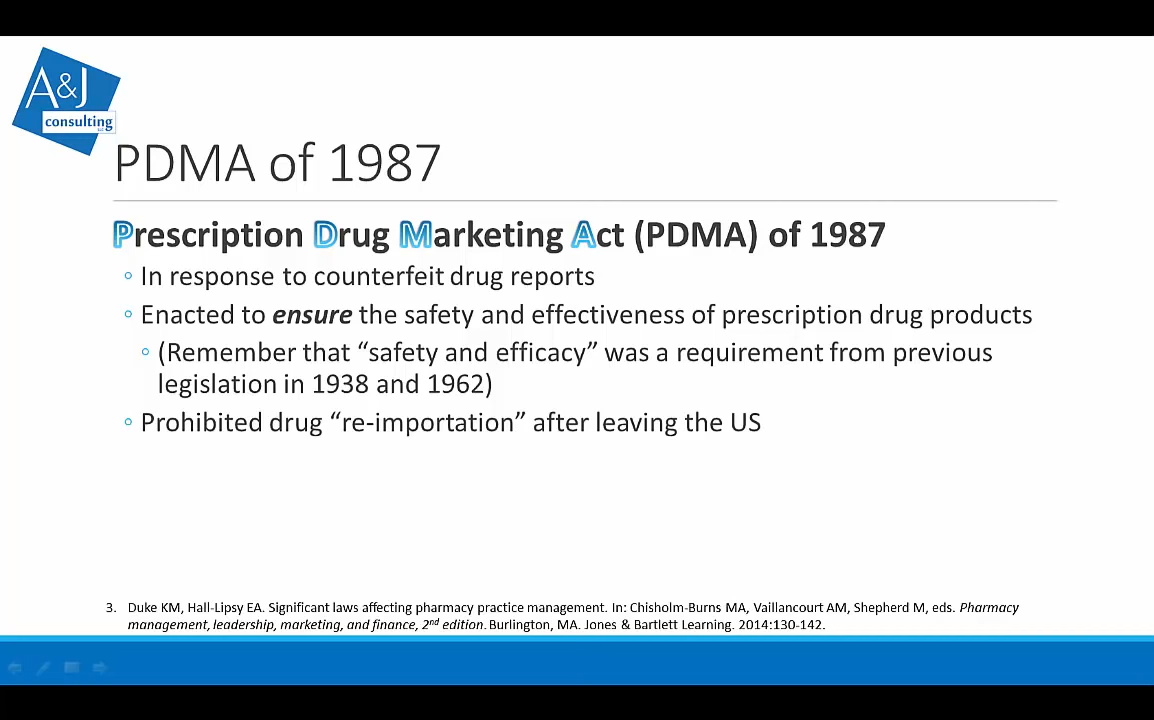 A&J
consulting
PDMA of 1987
Prescription Drug Marketing Act (PDMA) of 1987
◦ In response to counterfeit drug reports
◦ Enacted to ensure the safety and effectiveness of prescription drug products
◦ (Remember that “safety and efficacy” was a requirement from previous
legislation in 1938 and 1962)
◦ Prohibited drug “re-importation” after leaving the US
3. Duke KM, Hall-Lipsy EA. Significant laws affecting pharmacy practice management. In: Chisholm-Burns MA, Vaillancourt AM, Shepherd M, eds. Pharmacy
management, leadership, marketing, and finance, 2nd edition. Burlington, MA. Jones & Bartlett Learning. 2014:130-142.